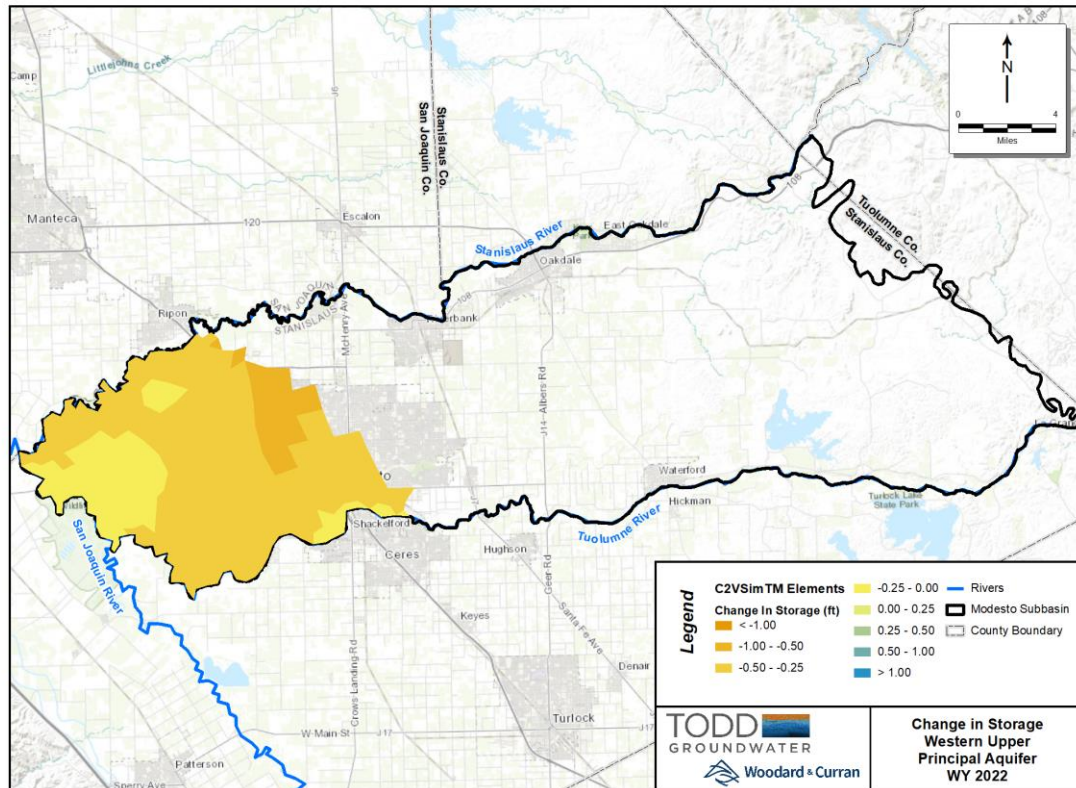 Camp
Littlejohns Creek
J6
Stanislaus Co.
San Joaquin Co.
108
N
0 4
Miles
Manteca
120
Escalon
Stanislaus River
East Oakdale
Oakdale
108
Tuolumne Co.
Stanislaus Co.
Ripon
SAN JOAQUIN
STANISLAUS
McHenry Ave
108
J14 Albers Rd
Waterford
Hickman
Turlock Lake
State Park
Shackelford
Ceres
Hughson
Tuolumne River
San Joaquin River
Geer Rd
Santa Fe Ave
Keyes
Crows Landing Rd
Denair
Turlock
W Main St
J17
J17
Patterson
Sperry Ave
Legend
C2VSimTM Elements
Change In Storage (ft)
< -1.00
-1.00 - -0.50
-0.50 - -0.25
-0.25 - 0.00
0.00 - 0.25
0.25 - 0.50
0.50 - 1.00
> 1.00
Rivers
Modesto Subbasin
County Boundary
TODD
GROUNDWATER
Woodard & Curran
Change in Storage
Western Upper
Principal Aquifer
WY 2022